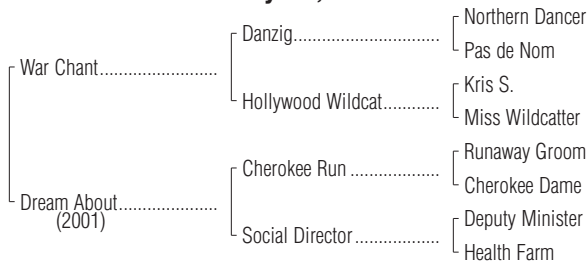 Northern Dancer
Danzig
Pas de Nom
War Chant
Kris S.
Hollywood Wildcat
Miss Wildcatter
Runaway Groom
Cherokee Run
Cherokee Dame
Dream About
(2001)
Deputy Minister
Social Director
Health Farm